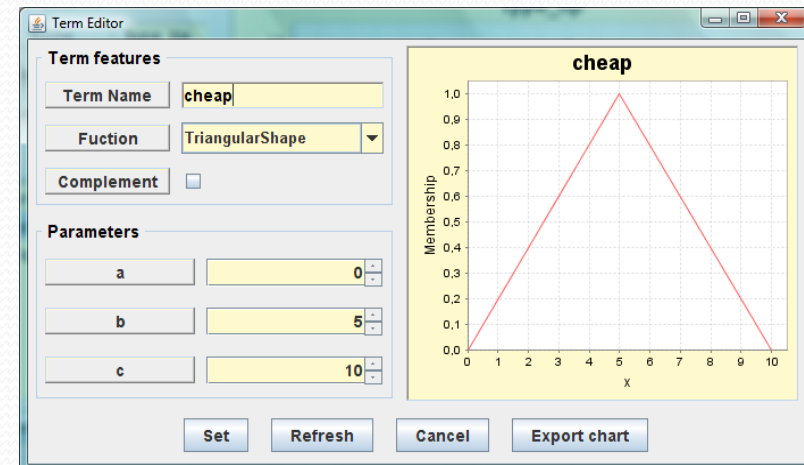 Term Editor
Term features
Term Name cheap
Fuction TriangularShape
Complement
Parameters
a 0
b 5
c 10
cheap
1,0
0,9
0,8
0,7
0,6
0,5
0,4
0,3
0,2
0,1
0,0
Membership
0 1 2 3 4 5 6 7 8 9 10
x
Set Refresh Cancel Export chart